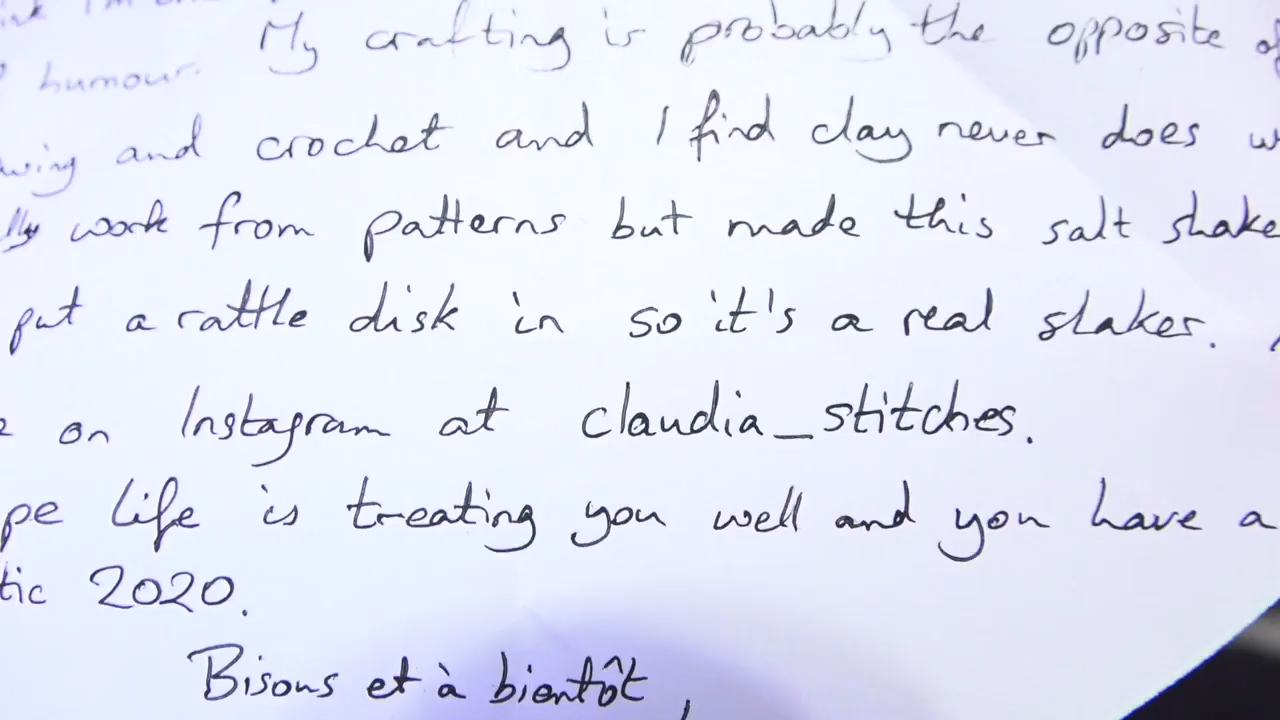 My crafting is probably the opposite of
humour.
and crochet and I find clay never does
work from patterns but made this salt shake
put a rattle disk in so it's a real shaker.
on Instagram at claudia_stitches.
pe life is treating you well and you have a
tic 2020.
Bisous et à bientôt,